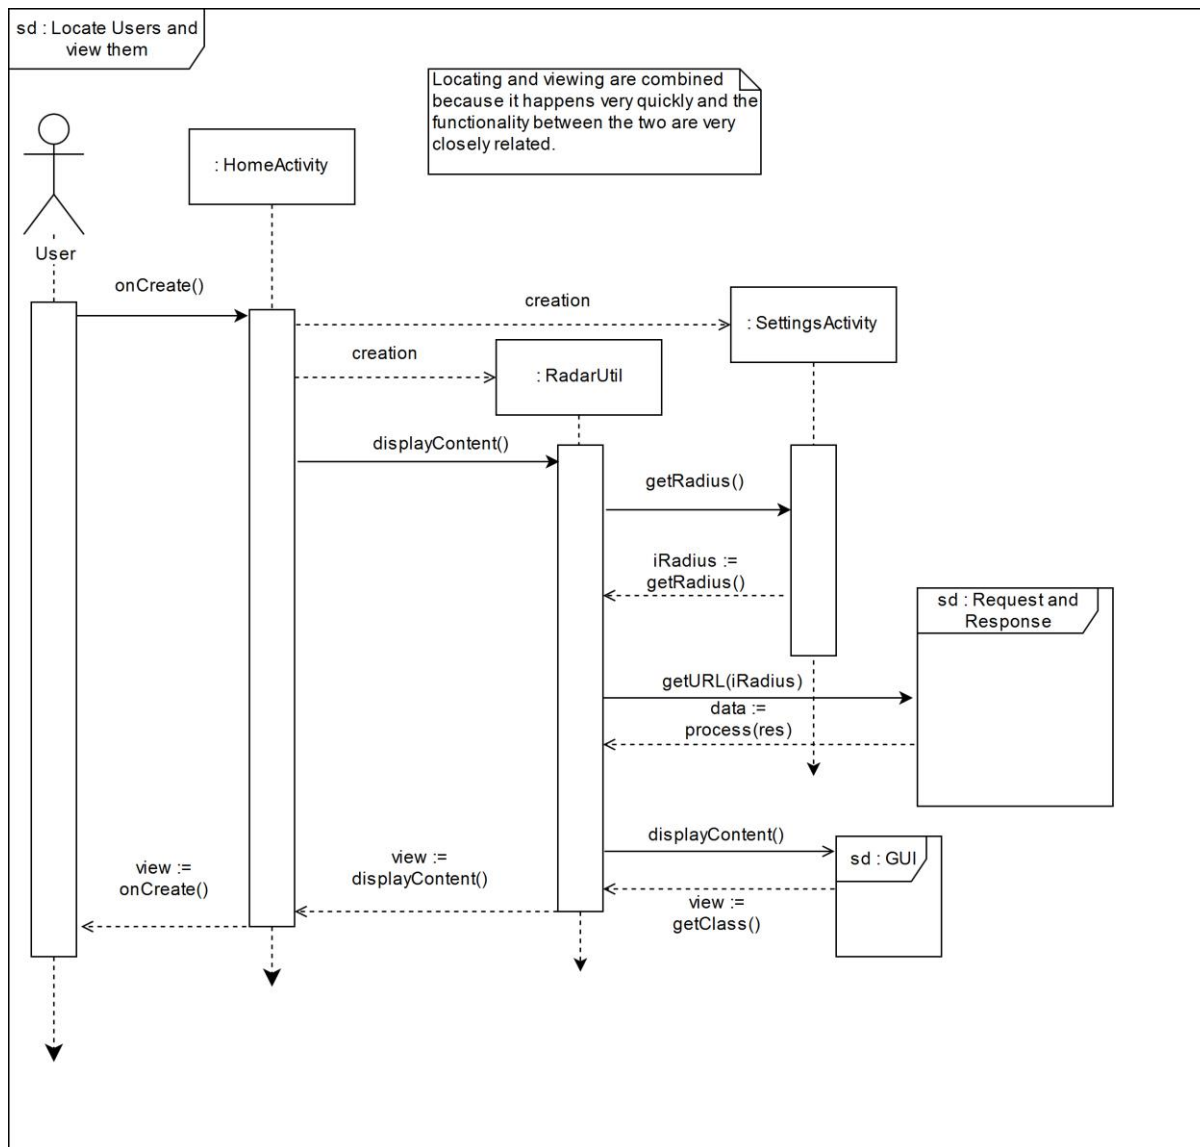 sd : Locate Users and
view them
Locating and viewing are combined
because it happens very quickly and the
functionality between the two are very
closely related.
: HomeActivity
User
onCreate()
creation
: SettingsActivity
creation
: RadarUtil
displayContent()
getRadius()
iRadius :=
getRadius()
sd : Request and
Response
getURL(iRadius)
data :=
process(res)
displayContent()
sd : GUI
view :=
displayContent()
view :=
onCreate()
view :=
getClass()